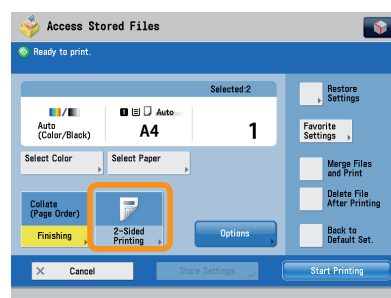 Access Stored Files
Ready to print.
Selected:2
Auto
(Color/Black)
Auto
A4
1
Select Color
Select Paper
Collate
(Page Order)
Finishing
2-Sided
Printing
Options
Restore
Settings
Favorite
Settings
Merge Files
and Print
Delete File
After Printing
Back to
Default Set.
Cancel
Store Settings
Start Printing